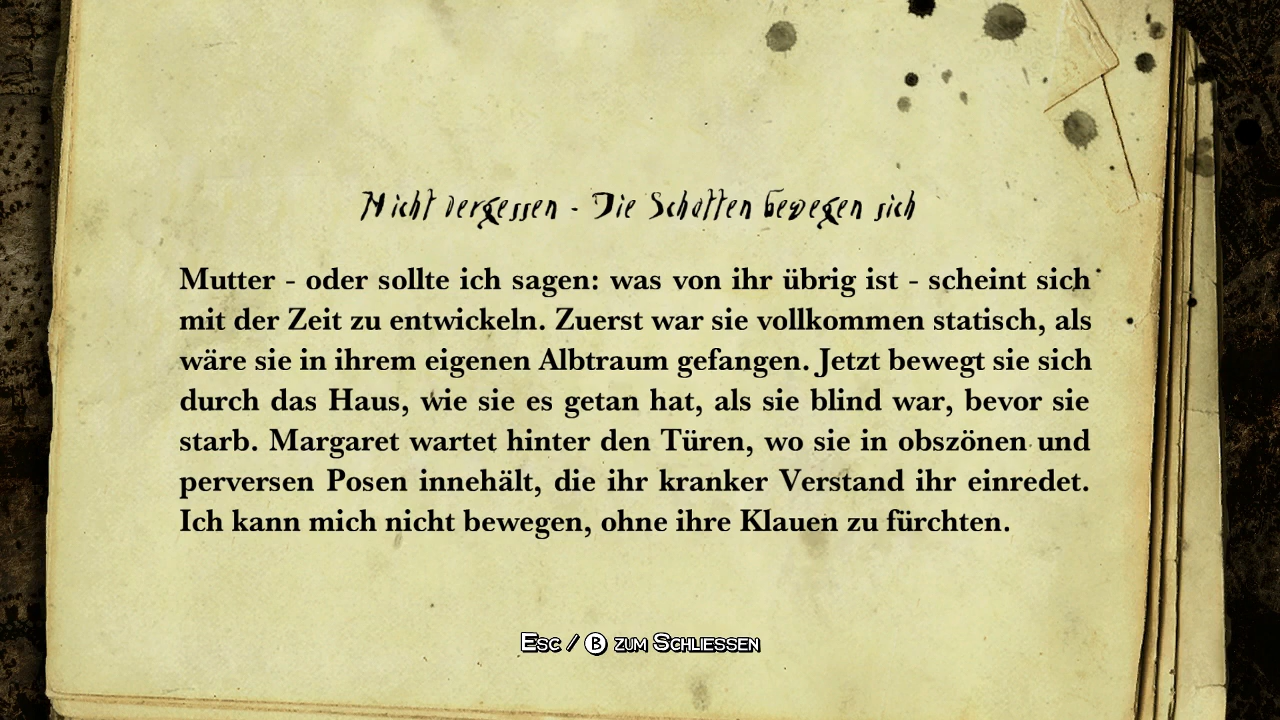 Nicht vergessen - Die Schatten bewegen sich
Mutter - oder sollte ich sagen: was von ihr übrig ist - scheint sich
mit der Zeit zu entwickeln. Zuerst war sie vollkommen statisch, als
wäre sie in ihrem eigenen Albtraum gefangen. Jetzt bewegt sie sich
durch das Haus, wie sie es getan hat, als sie blind war, bevor sie
starb. Margaret wartet hinter den Türen, wo sie in obszönen und
perversen Posen innehält, die ihr kranker Verstand ihr einredet.
Ich kann mich nicht bewegen, ohne ihre Klauen zu fürchten.
Esc / B zum Schliessen